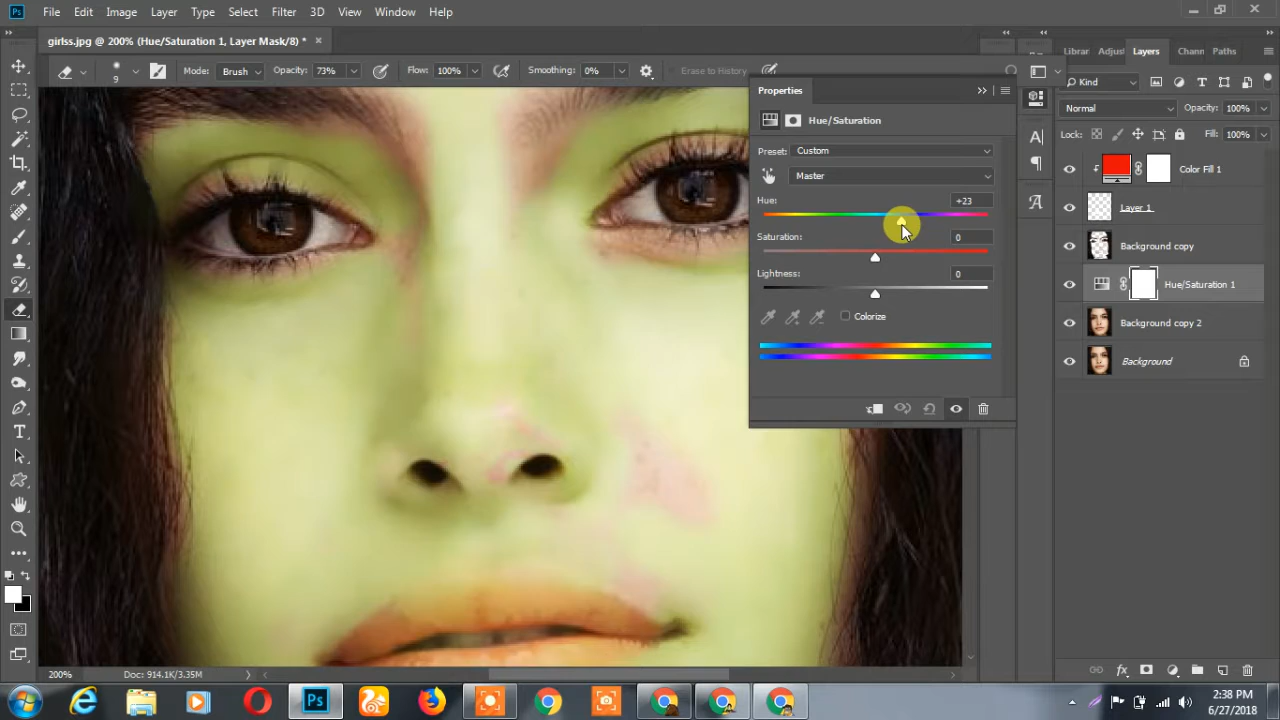 Ps File Edit Image Layer Type Select Filter 3D View Window Help
girlss.jpg @ 200% (Hue/Saturation 1, Layer Mask/8) *
9 Mode: Brush Opacity: 73% Flow: 100% Smoothing: 0% Erase to History
Properties
Hue/Saturation
Preset: Custom
Master
Hue: +23
Saturation: 0
Lightness: 0
Colorize
Librar Adjus Layers Chann Paths
Kind
Normal Opacity: 100%
Lock: Fill: 100%
Color Fill 1
Layer 1
Background copy
Hue/Saturation 1
Background copy 2
Background
200% Doc: 914.1K/3.35M
Ps
2:38 PM
6/27/2018